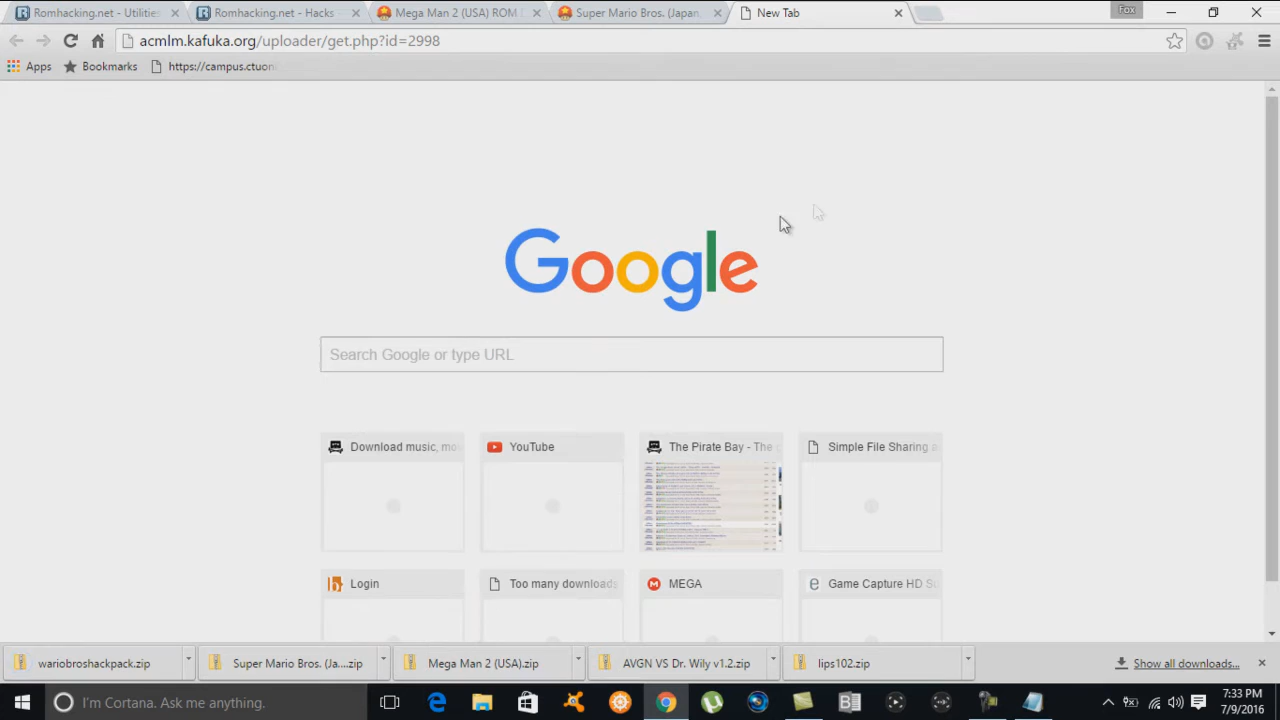 Romhacking.net - Utilities
Romhacking.net - Hacks
Mega Man 2 (USA) ROM
Super Mario Bros. (Japan,
New Tab
Fox
acmlm.kafuka.org/uploader/get.php?id=2998
Apps
Bookmarks
https://campus.ctuon
Google
Search Google or type URL
Download music, mo
YouTube
The Pirate Bay - The
Simple File Sharing
Login
Too many downloads
MEGA
Game Capture HD
wariobroshackpack.zip
Super Mario Bros. (Ja....zip
Mega Man 2 (USA).zip
AVGN VS Dr. Wily v1.2.zip
lips102.zip
Show all downloads...
I'm Cortana. Ask me anything.
7:33 PM
7/9/2016